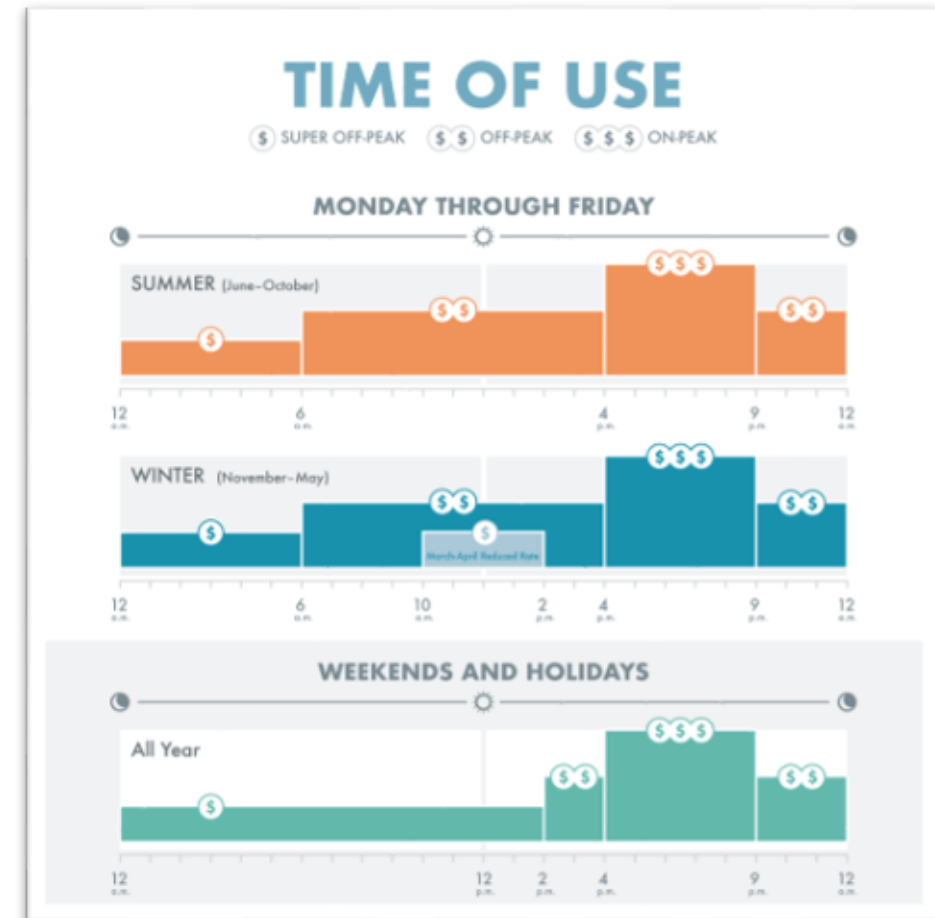 TIME OF USE
$ SUPER OFF-PEAK $ $ OFF-PEAK $ $ $ ON-PEAK
MONDAY THROUGH FRIDAY
$ $ $
SUMMER (June-October)
$ $
$ $
$
12 a.m. 6 a.m. 4 p.m. 9 p.m. 12 a.m.
$ $ $
WINTER (November-May)
$ $
$ $
$
$
March-April Reduced Rate
12 a.m. 6 a.m. 10 a.m. 2 p.m. 4 p.m. 9 p.m. 12 a.m.
WEEKENDS AND HOLIDAYS
$ $ $
All Year
$ $
$ $
$
12 a.m. 12 p.m. 2 p.m. 4 p.m. 9 p.m. 12 a.m.